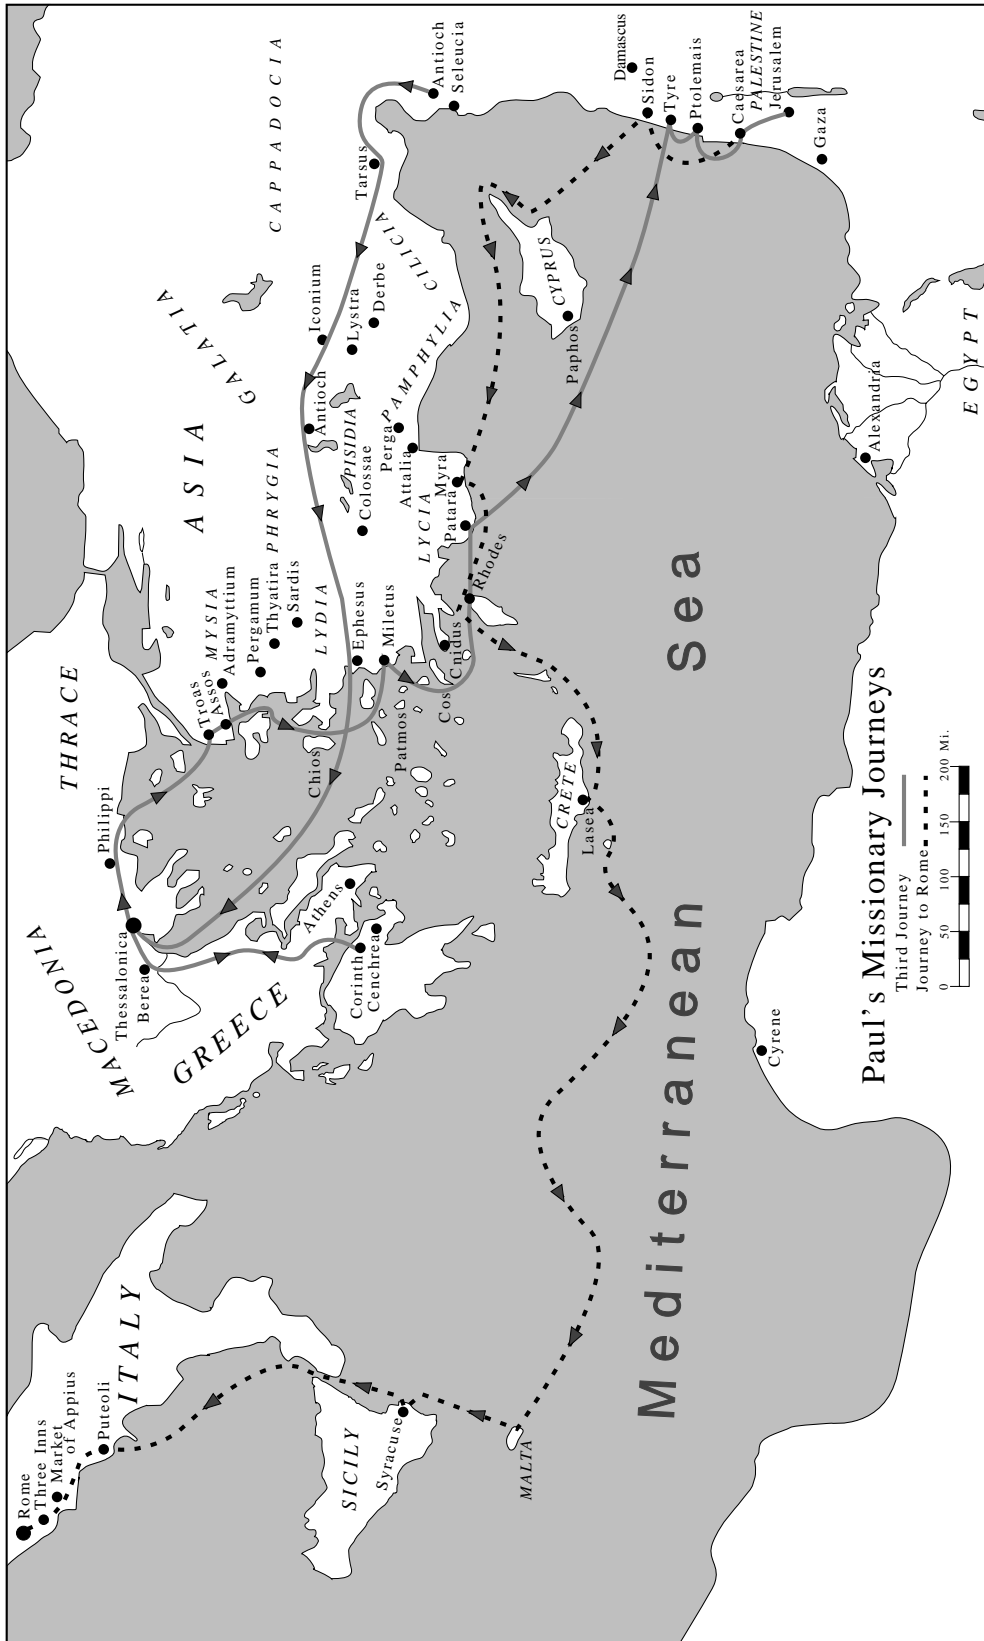 Rome
Three Inns
Market
of Appius
Puteoli
ITALY
SICILY
Syracuse
MALTA
MACEDONIA
Thessalonica
Berea
GREECE
Philippi
THRACE
Athens
Corinth
Cenchrea
Troas
Assos
MYSIA
Adramyttium
Pergamum
Thyatira
PHRYGIA
Sardis
LYDIA
Ephesus
Miletus
Chios
Patmos
Cos
Cnidus
Rhodes
CRETE
Lasea
ASIA
GALATIA
CAPPADOCIA
Antioch
PISIDIA
Colossae
Iconium
Lystra
Derbe
Perga
PAMPHYLIA
Attalia
LYCIA
Myra
Patara
CILICIA
Tarsus
Antioch
Seleucia
CYPRUS
Paphos
Damascus
Sidon
Tyre
Ptolemais
Caesarea
PALESTINE
Jerusalem
Gaza
Alexandria
EGYPT
Cyrene
Mediterranean Sea
Paul's Missionary Journeys
Third Journey
Journey to Rome
0 50 100 150 200 Mi.